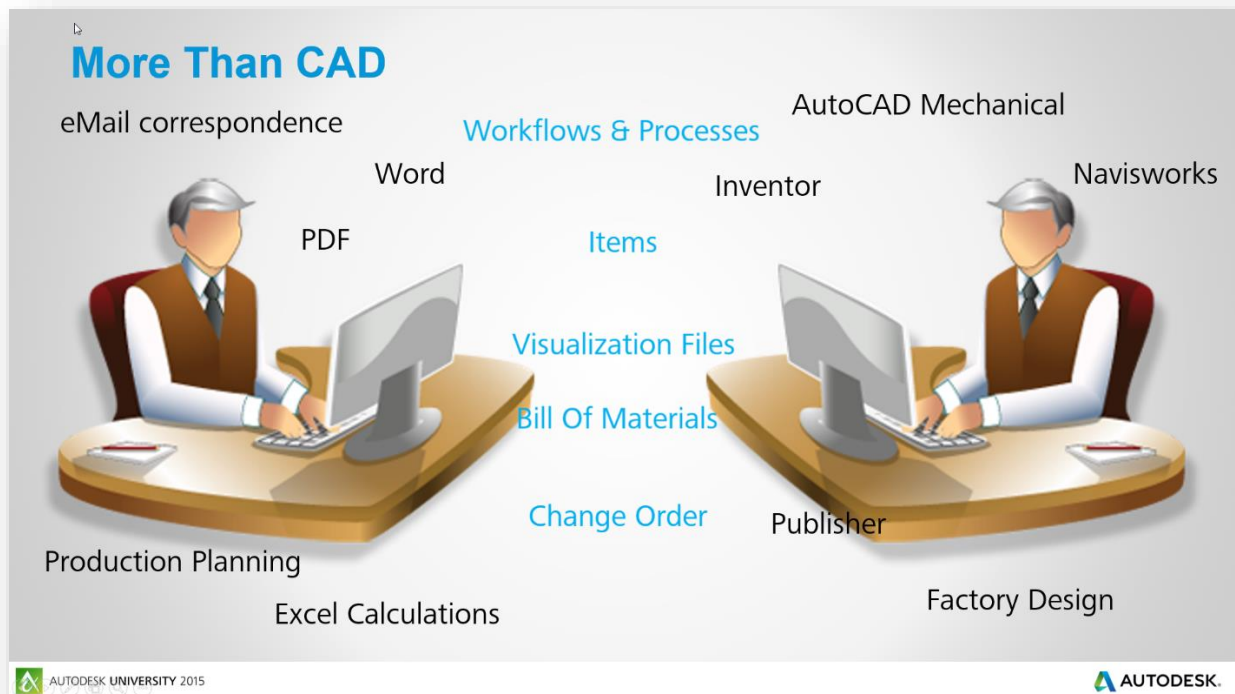 More Than CAD
eMail correspondence
Workflows & Processes
AutoCAD Mechanical
Word
Inventor
Navisworks
PDF
Items
Visualization Files
Bill Of Materials
Change Order
Publisher
Production Planning
Excel Calculations
Factory Design
AUTODESK UNIVERSITY 2015
AUTODESK.